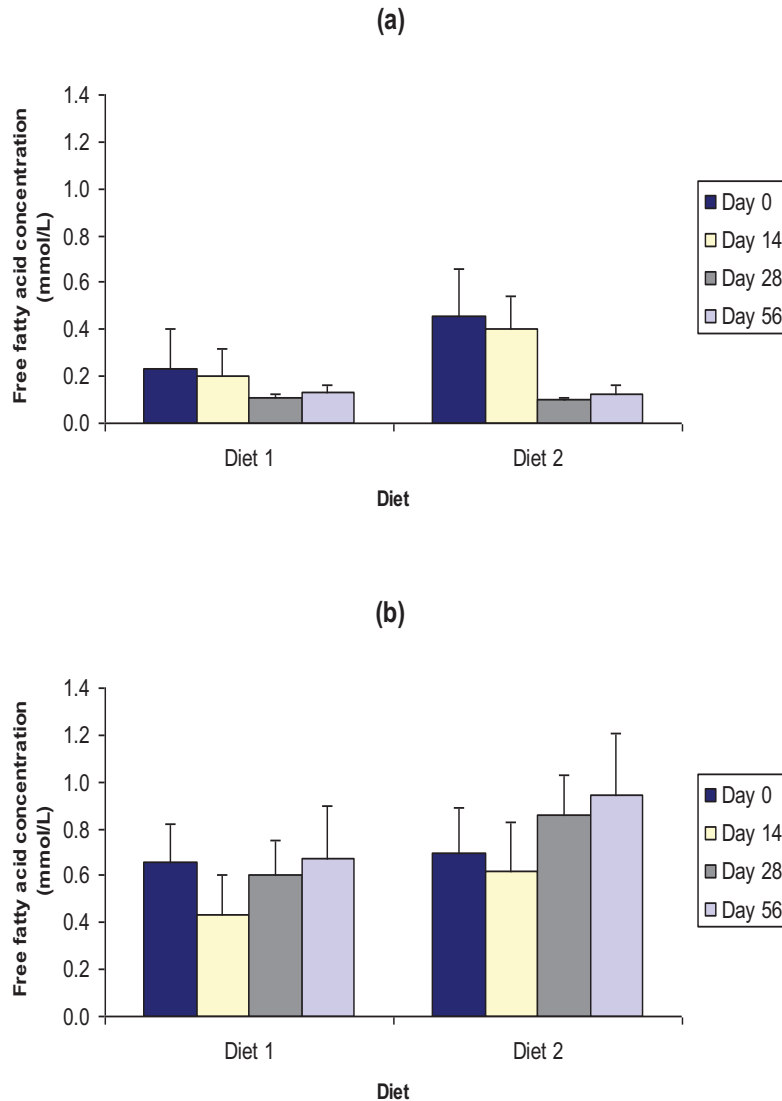 (a)
1.4
1.2
1.0
0.8
0.6
0.4
0.2
0.0
Free fatty acid concentration
(mmol/L)
Diet 1
Diet 2
Diet
Day 0
Day 14
Day 28
Day 56
(b)
1.4
1.2
1.0
0.8
0.6
0.4
0.2
0.0
Free fatty acid concentration
(mmol/L)
Diet 1
Diet 2
Diet
Day 0
Day 14
Day 28
Day 56